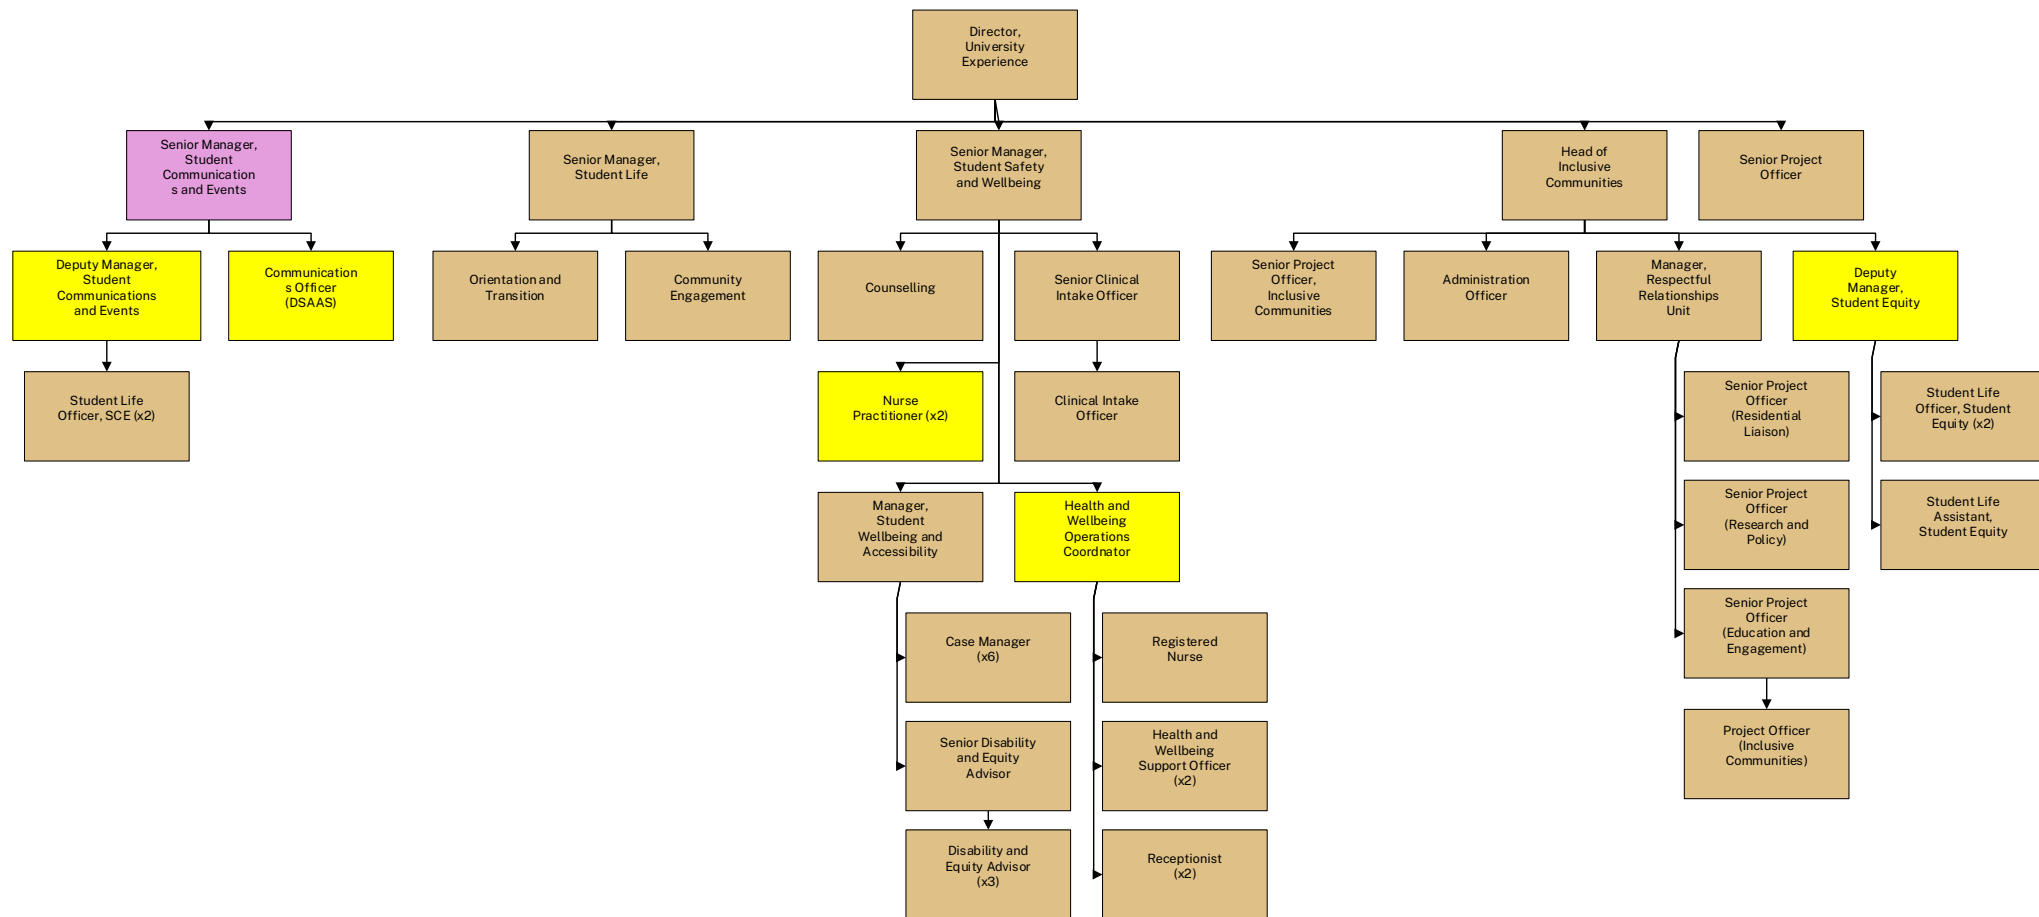 Director,
University
Experience
Senior Manager,
Student
Communication
s and Events
Senior Manager,
Student Life
Senior Manager,
Student Safety
and Wellbeing
Head of
Inclusive
Communities
Senior Project
Officer
Deputy Manager,
Student
Communications
and Events
Communication
s Officer
(DSAAS)
Orientation and
Transition
Community
Engagement
Counselling
Senior Clinical
Intake Officer
Senior Project
Officer,
Inclusive
Communities
Administration
Officer
Manager,
Respectful
Relationships
Unit
Deputy
Manager,
Student Equity
Student Life
Officer, SCE (x2)
Nurse
Practitioner (x2)
Clinical Intake
Officer
Senior Project
Officer
(Residential
Liaison)
Student Life
Officer, Student
Equity (x2)
Manager,
Student
Wellbeing and
Accessibility
Health and
Wellbeing
Operations
Coordnator
Senior Project
Officer
(Research and
Policy)
Student Life
Assistant,
Student Equity
Case Manager
(x6)
Registered
Nurse
Senior Project
Officer
(Education and
Engagement)
Senior Disability
and Equity
Advisor
Health and
Wellbeing
Support Officer
(x2)
Project Officer
(Inclusive
Communities)
Disability and
Equity Advisor
(x3)
Receptionist
(x2)